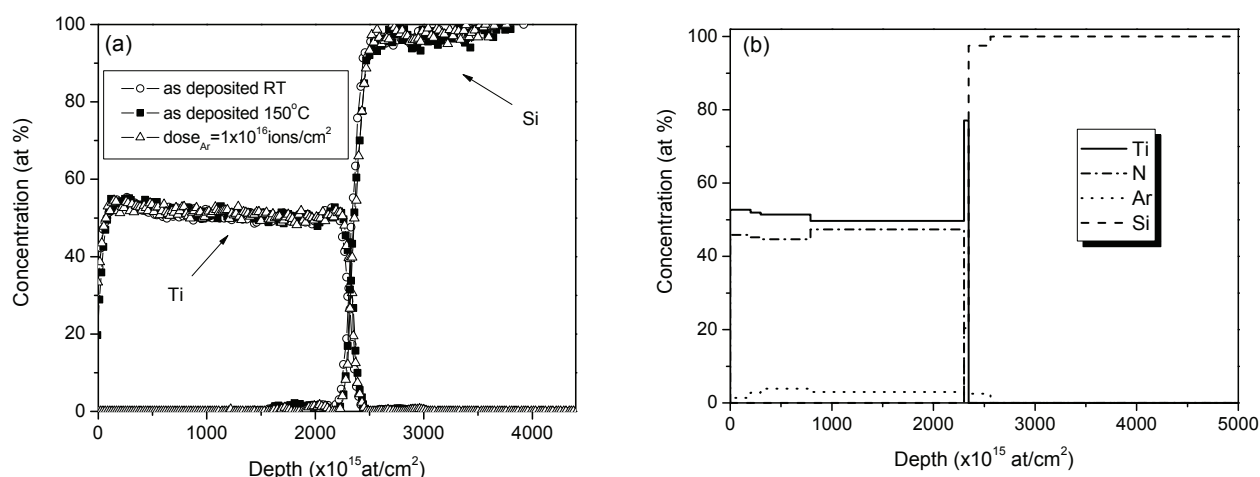 (a)
as deposited RT
as deposited 150°C
dose_Ar=1x10^16 ions/cm^2
Si
Ti
Concentration (at %)
100
80
60
40
20
0
0
1000
2000
3000
4000
Depth (x10^15 at/cm^2)
(b)
Ti
N
Ar
Si
Concentration (at %)
100
80
60
40
20
0
0
1000
2000
3000
4000
5000
Depth (x10^15 at/cm^2)